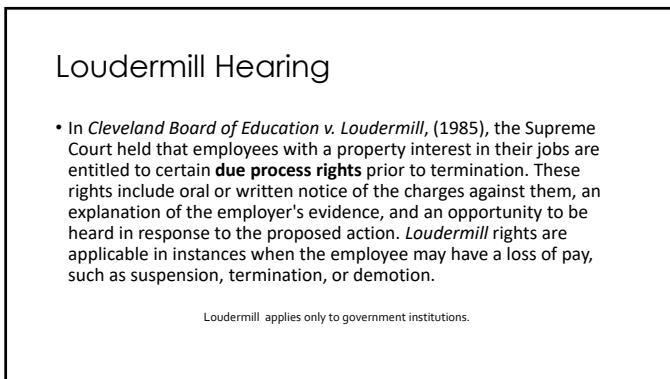 Loudermill Hearing
• In Cleveland Board of Education v. Loudermill, (1985), the Supreme
Court held that employees with a property interest in their jobs are
entitled to certain due process rights prior to termination. These
rights include oral or written notice of the charges against them, an
explanation of the employer's evidence, and an opportunity to be
heard in response to the proposed action. Loudermill rights are
applicable in instances when the employee may have a loss of pay,
such as suspension, termination, or demotion.
Loudermill applies only to government institutions.